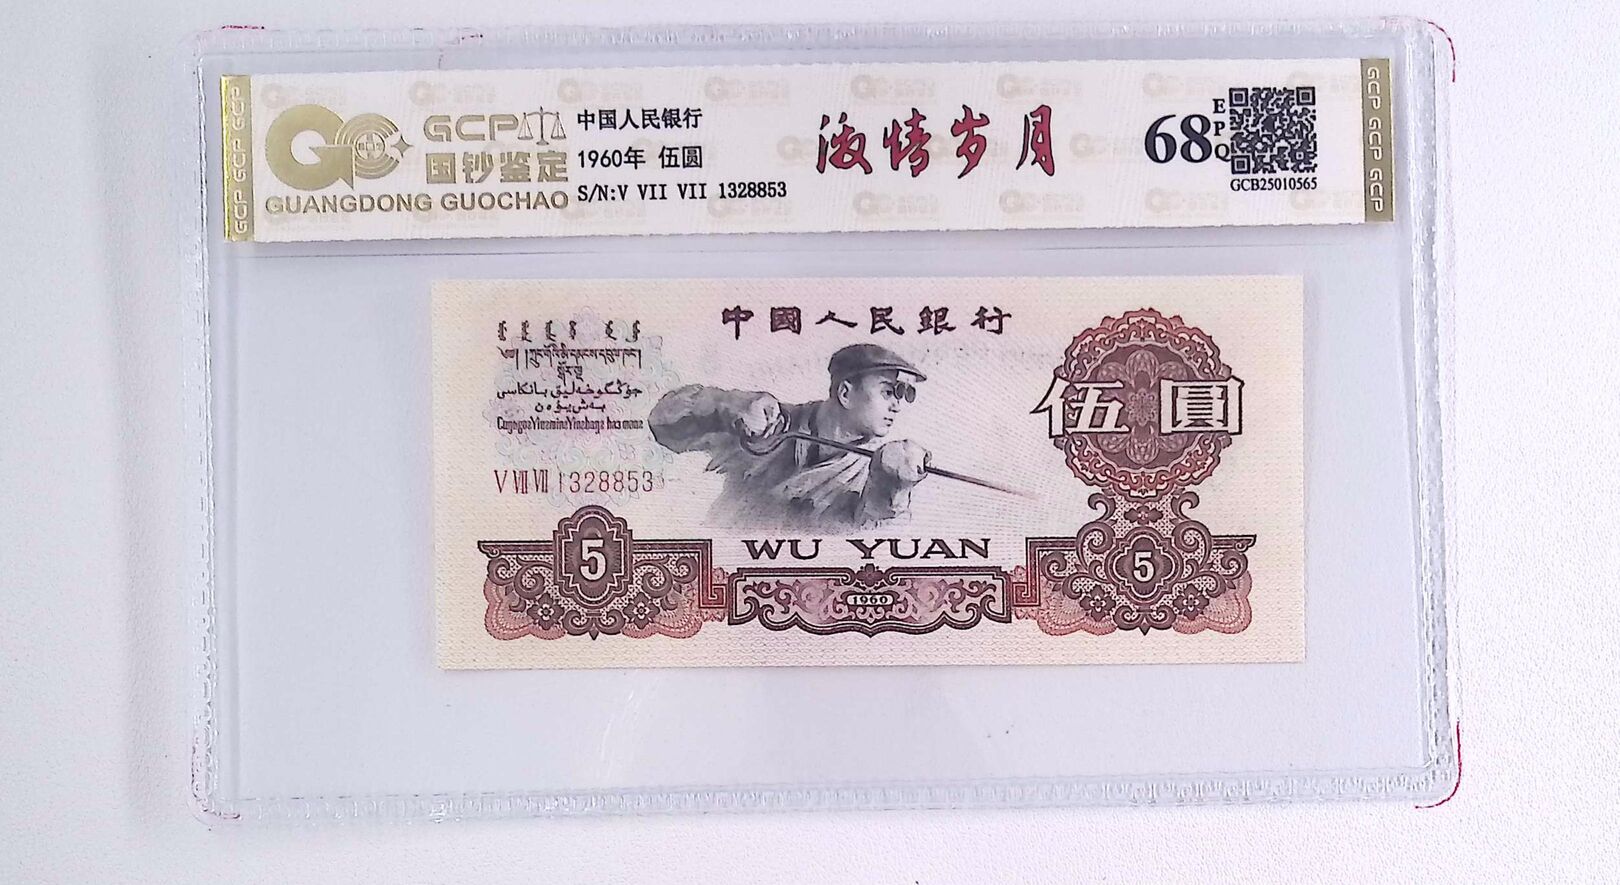 GCP GCP GCP
GCP
国钞鉴定
GUANGDONG GUOCHAO
中国人民银行
1960年 伍圆
S/N:V VII VII 1328853
激情岁月
68
EPQ
GCB25010565
GCP GCP GCP
中國人民銀行
伍圓
V VII VII 1328853
5
WU YUAN
5
1960